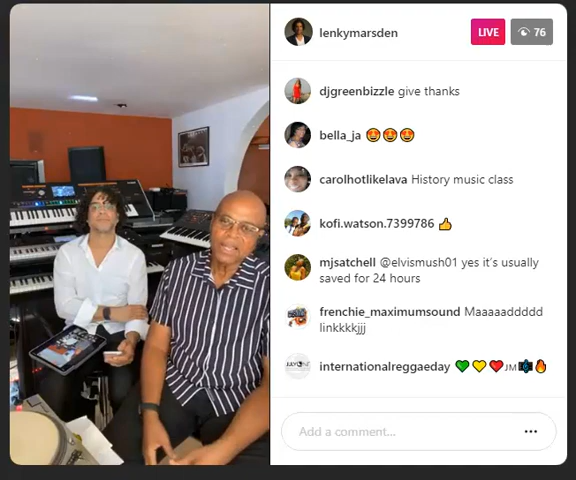 lenkymarsden
LIVE
76
djgreenbizzle give thanks
bella_ja 😍😍😍
carolhotlikelava History music class
kofi.watson.7399786 👍
mjsatchell @elvismush01 yes it's usually
saved for 24 hours
frenchie_maximumsound Maaaaaddddd
linkkkkjjj
internationalreggaeday 💚💛❤️JM
Add a comment...